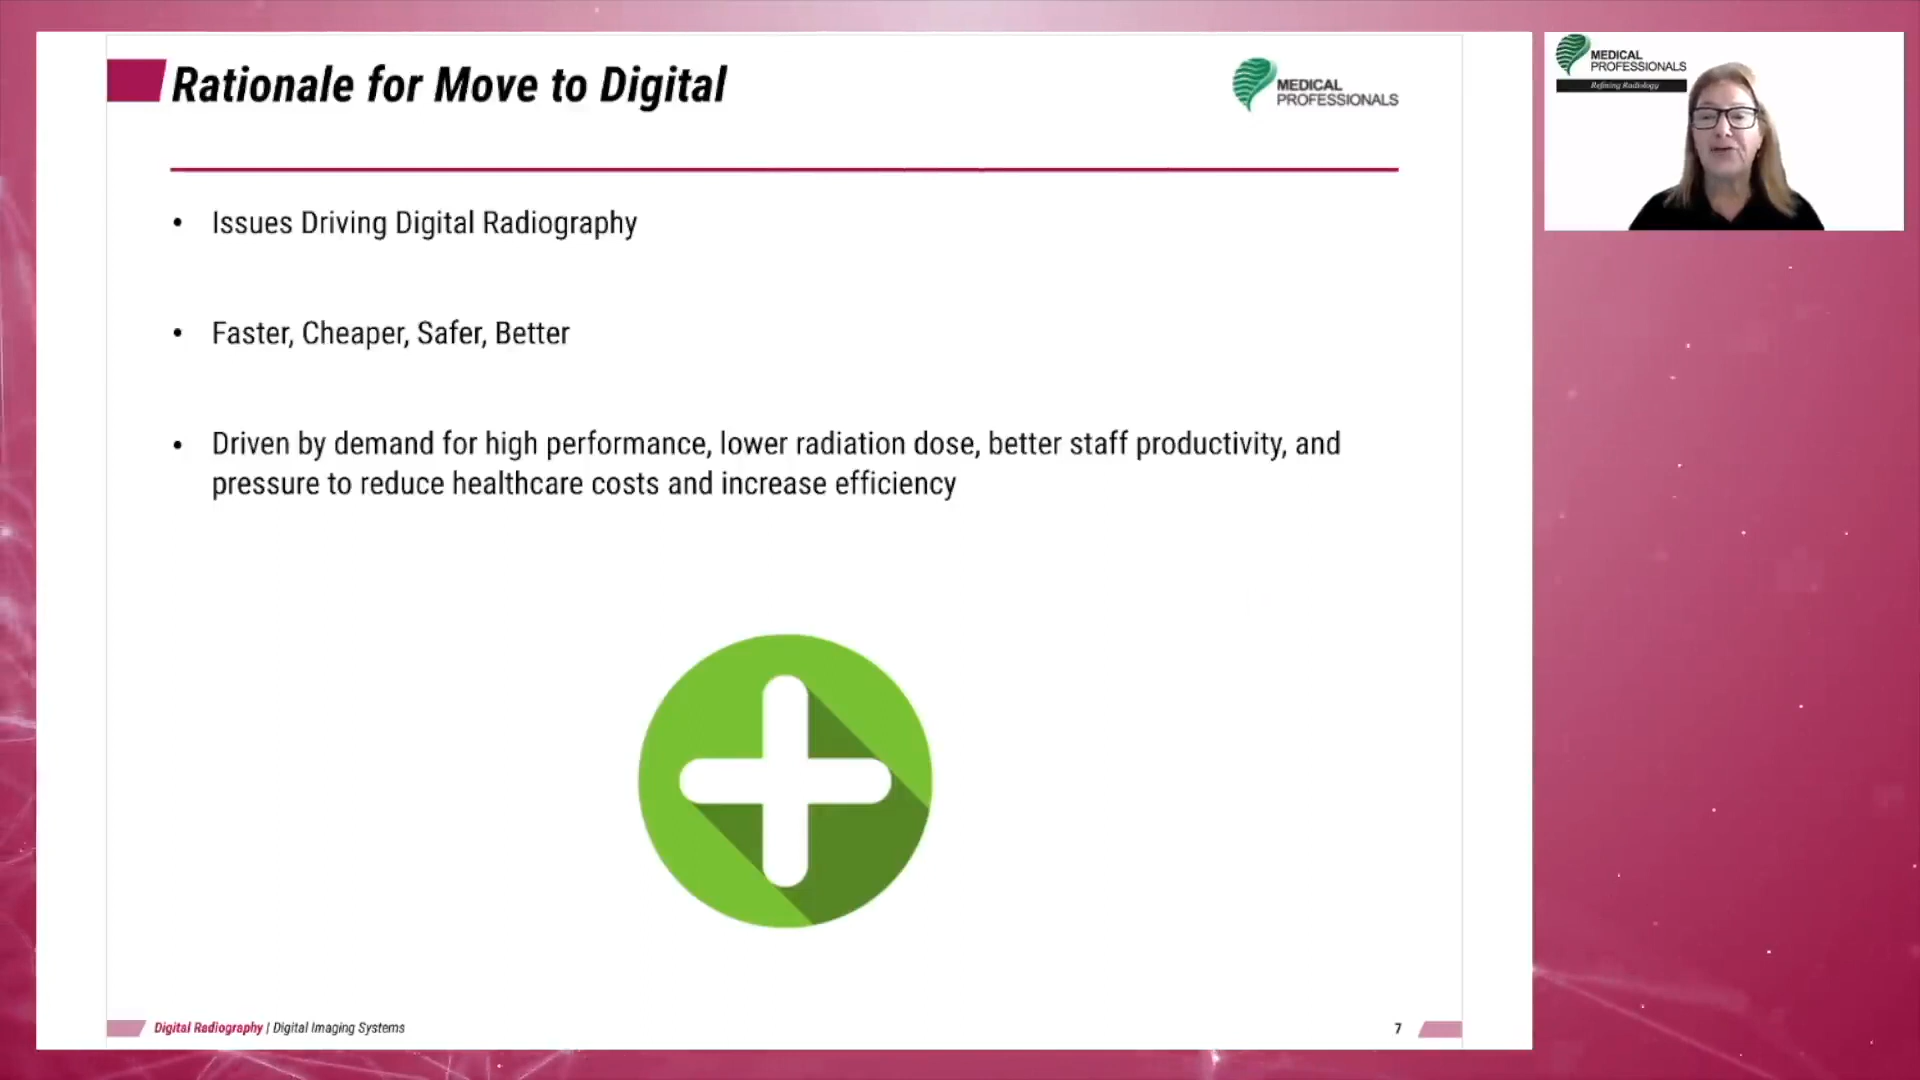 Rationale for Move to Digital
MEDICAL
PROFESSIONALS
• Issues Driving Digital Radiography
• Faster, Cheaper, Safer, Better
• Driven by demand for high performance, lower radiation dose, better staff productivity, and
pressure to reduce healthcare costs and increase efficiency
Digital Radiography | Digital Imaging Systems
7
MEDICAL
PROFESSIONALS
Refining Radiology